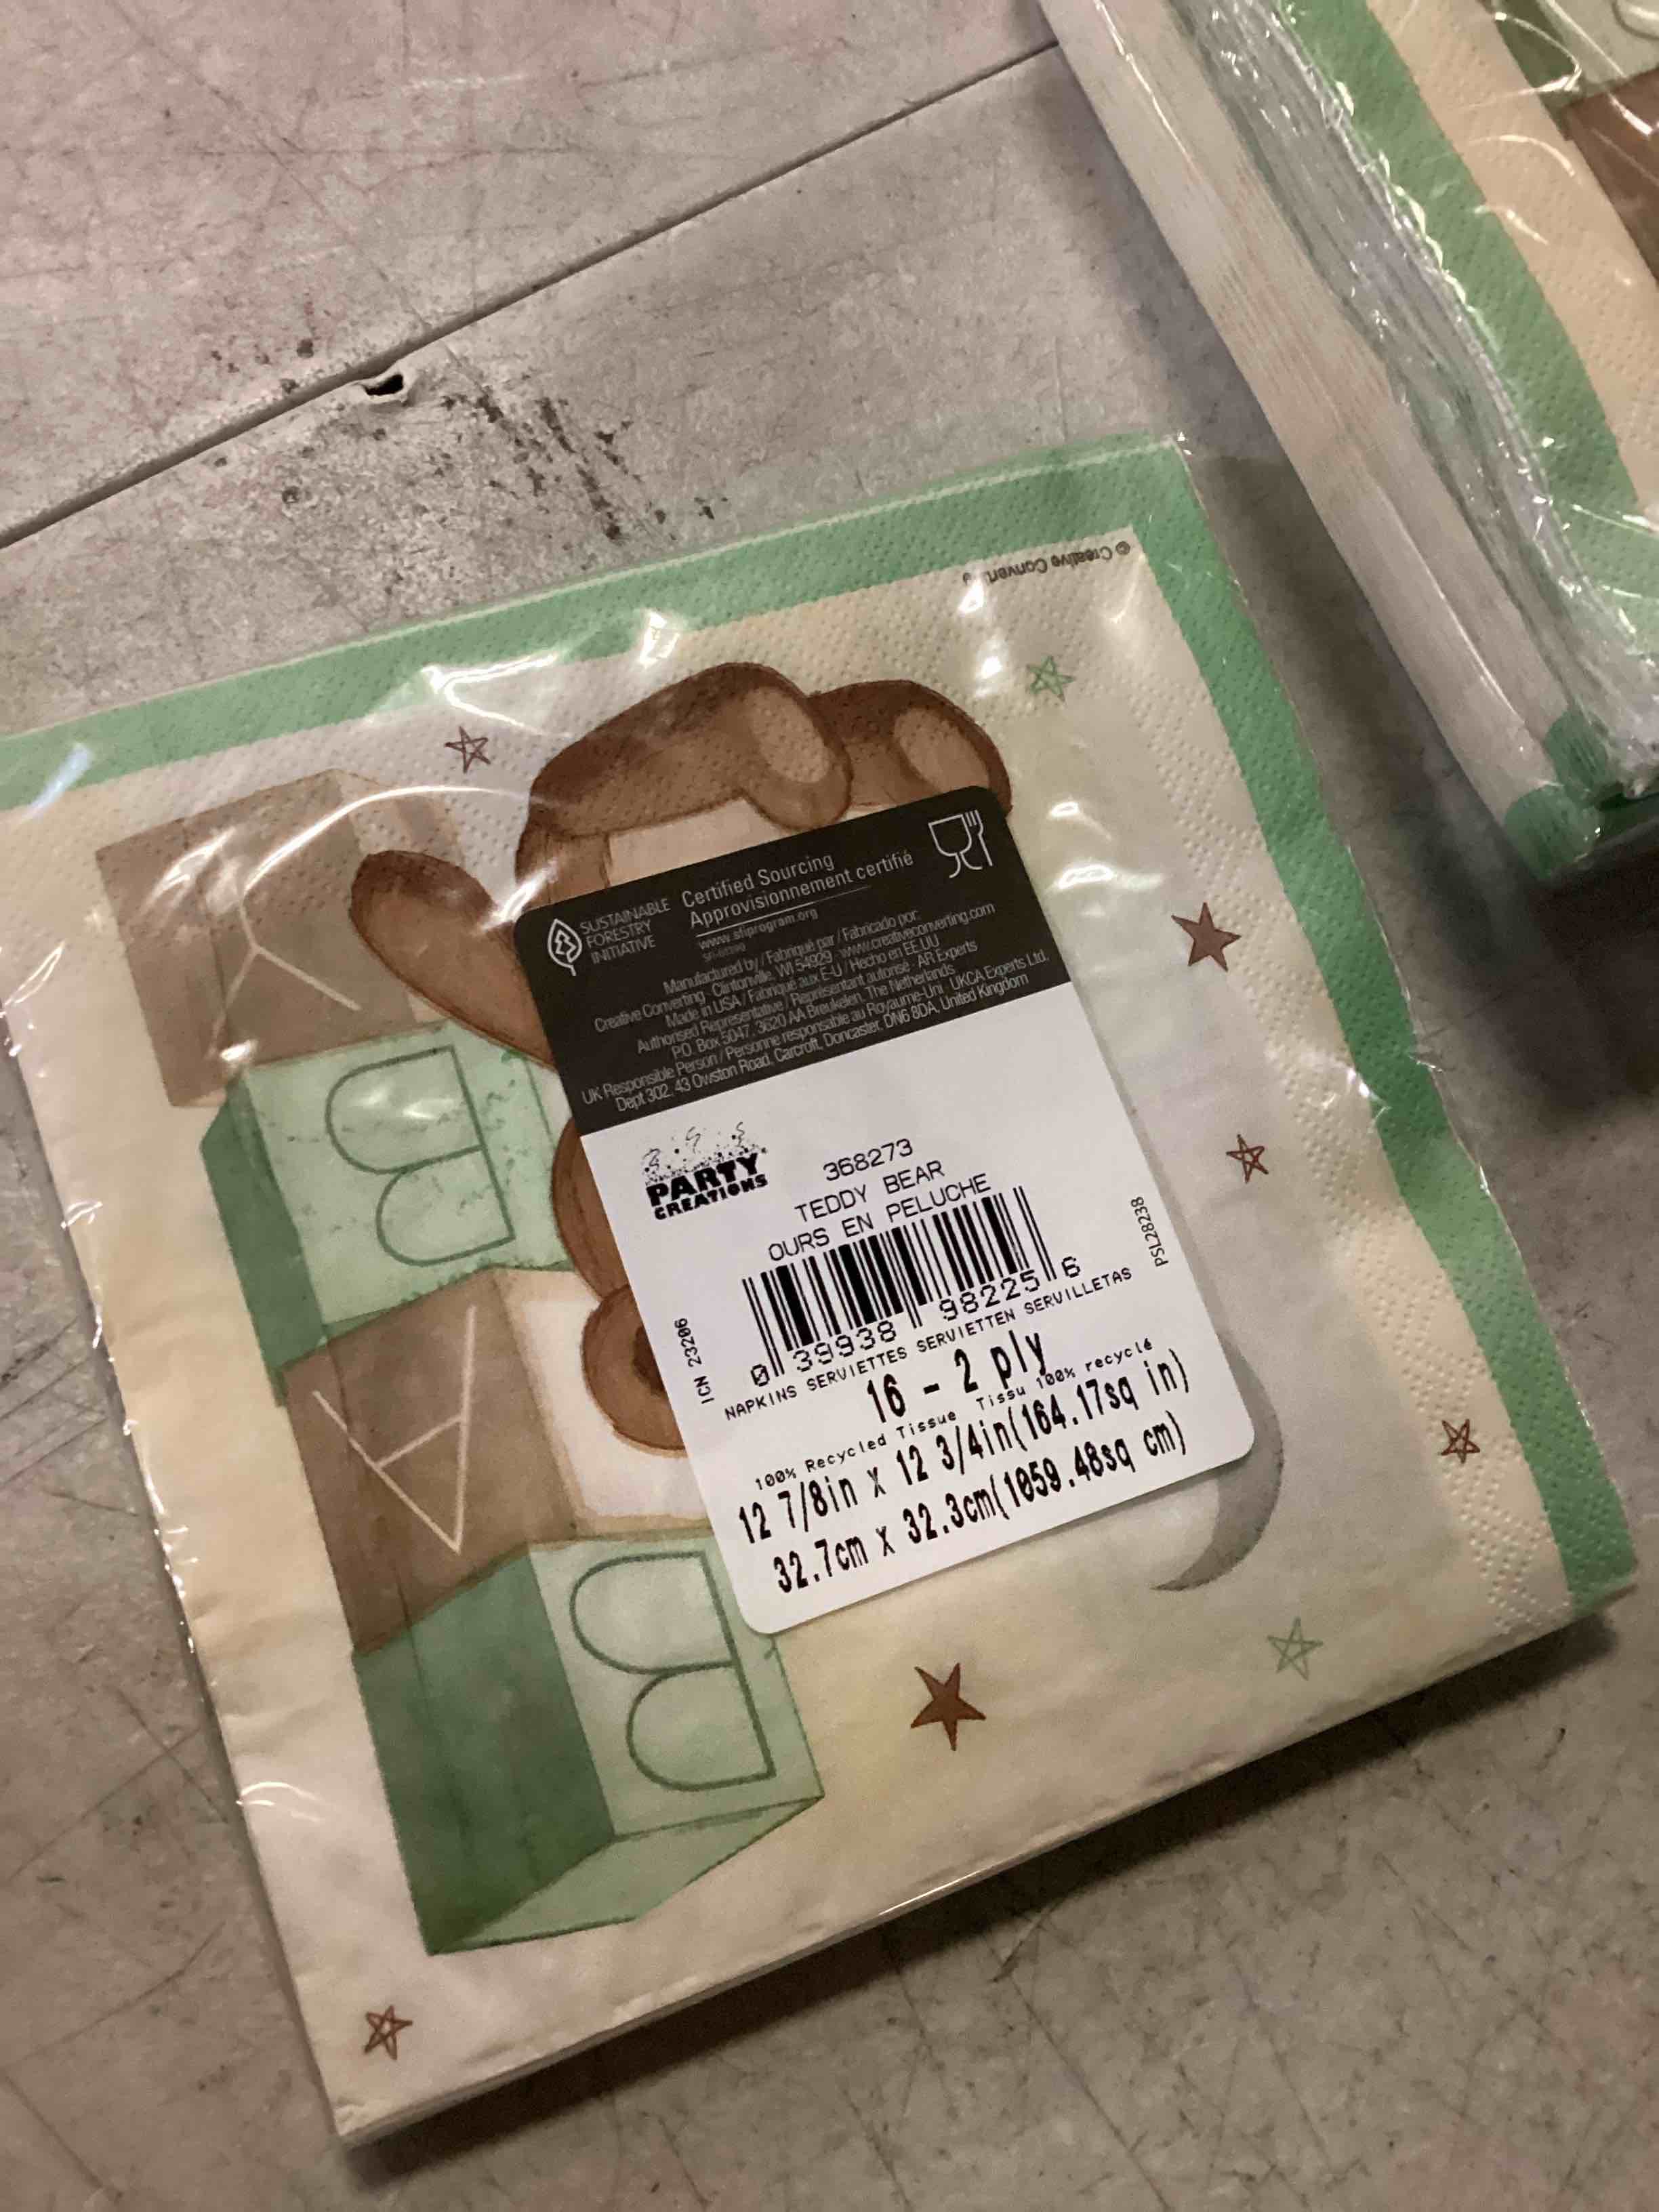 © Creative Converting
SUSTAINABLE
FORESTRY
INITIATIVE
Certified Sourcing
Approvisionnement certifié
www.sfiprogram.org
Manufactured by / Fabriqué par / Fabricado por:
Creative Converting · Clintonville, WI 54929 · www.creativeconverting.com
Made in USA / Fabriqué aux E-U / Hecho en EE.UU
Authorised Representative / Représentant autorisé · AR Experts
P.O. Box 5047, 3620 AA Breukelen, The Netherlands
UK Responsible Person / Personne responsable au Royaume-Uni · UKCA Experts Ltd.
Dept 302, 43 Owston Road, Carcroft, Doncaster, DN6 8DA, United Kingdom
PARTY
CREATIONS
368273
TEDDY BEAR
OURS EN PELUCHE
0 39938 98225 6
ICN 23206
PSL28238
NAPKINS SERVIETTES SERVIETTEN SERVILLETAS
16 - 2 ply
100% Recycled Tissue Tissu 100% recyclé
12 7/8in x 12 3/4in(164.17sq in)
32.7cm x 32.3cm(1059.48sq cm)
B
A
B
Y